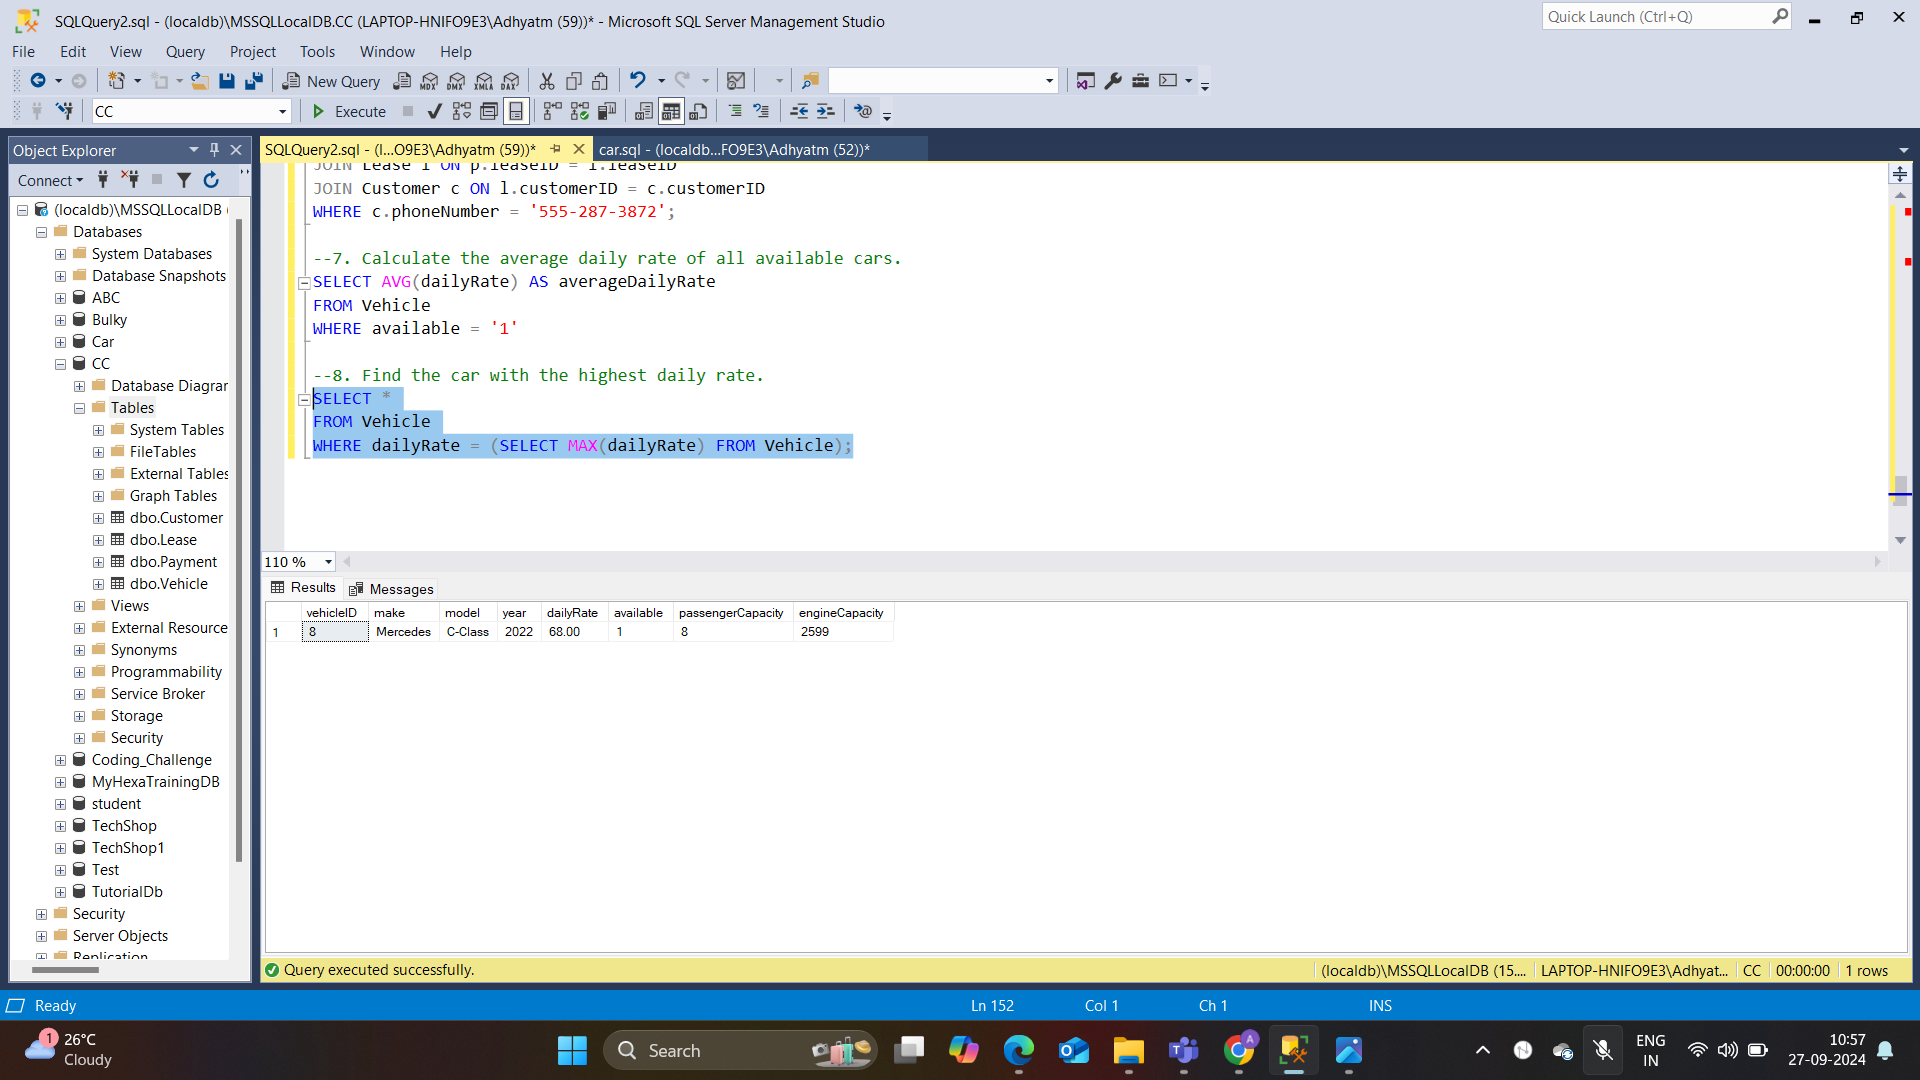 SQLQuery2.sql - (localdb)\MSSQLLocalDB.CC (LAPTOP-HNIFO9E3\Adhyatm (59))* - Microsoft SQL Server Management Studio
Quick Launch (Ctrl+Q)
File Edit View Query Project Tools Window Help
New Query MDX DMX XMLA DAX
CC Execute
Object Explorer
SQLQuery2.sql - (l...O9E3\Adhyatm (59))* car.sql - (localdb...FO9E3\Adhyatm (52))*
Connect
(localdb)\MSSQLLocalDB (
Databases
System Databases
Database Snapshots
ABC
Bulky
Car
CC
Database Diagrar
Tables
System Tables
FileTables
External Tables
Graph Tables
dbo.Customer
dbo.Lease
dbo.Payment
dbo.Vehicle
Views
External Resource
Synonyms
Programmability
Service Broker
Storage
Security
Coding_Challenge
MyHexaTrainingDB
student
TechShop
TechShop1
Test
TutorialDb
Security
Server Objects
Replication
JOIN Lease l ON p.leaseID = l.leaseID
JOIN Customer c ON l.customerID = c.customerID
WHERE c.phoneNumber = '555-287-3872';
--7. Calculate the average daily rate of all available cars.
SELECT AVG(dailyRate) AS averageDailyRate
FROM Vehicle
WHERE available = '1'
--8. Find the car with the highest daily rate.
SELECT *
FROM Vehicle
WHERE dailyRate = (SELECT MAX(dailyRate) FROM Vehicle);
110 %
Results Messages
vehicleID make model year dailyRate available passengerCapacity engineCapacity
1 8 Mercedes C-Class 2022 68.00 1 8 2599
Query executed successfully. (localdb)\MSSQLLocalDB (15.... LAPTOP-HNIFO9E3\Adhyat... CC 00:00:00 1 rows
Ready Ln 152 Col 1 Ch 1 INS
1 26°C
Cloudy
Search
A
ENG
IN
10:57
27-09-2024